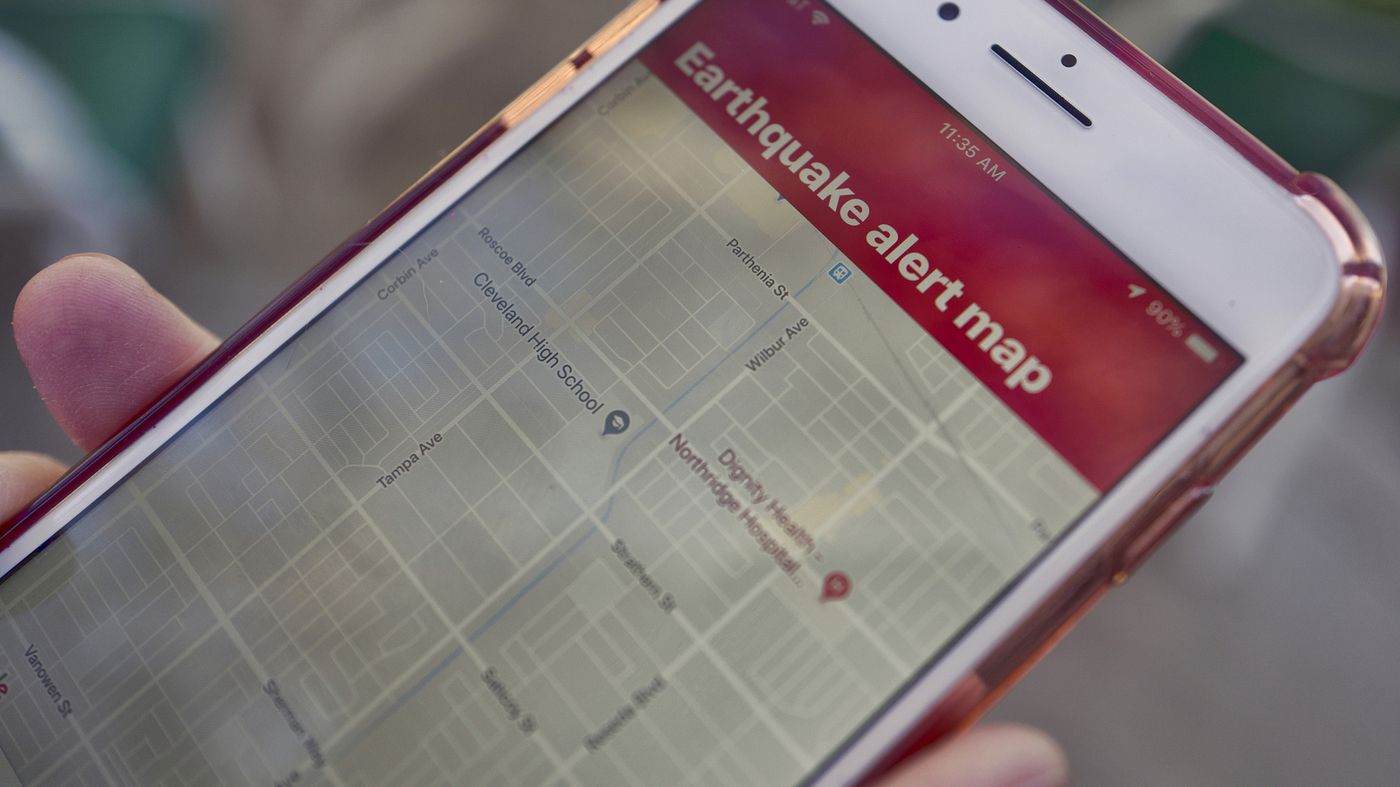 11:35 AM
90%
Earthquake alert map
Corbin Av
Parthenia St
Roscoe Blvd
Corbin Ave
Cleveland High School
Wilbur Ave
Tampa Ave
Dignity Health -
Northridge Hospital...
Strathern St
Saticoy St
Reseda Blvd
Vanowen St
Sherman Way